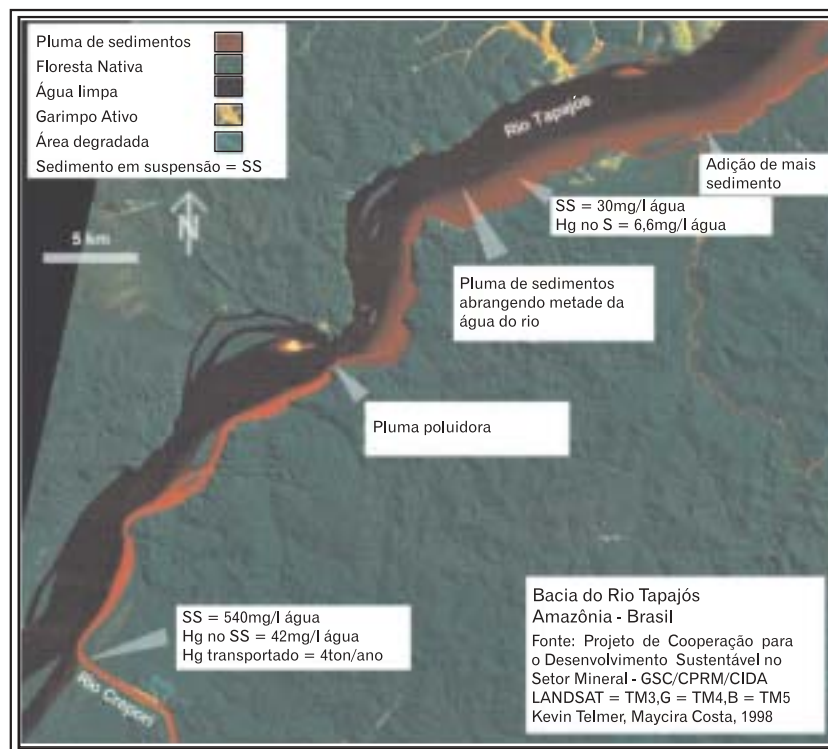 Pluma de sedimentos
Floresta Nativa
Água limpa
Garimpo Ativo
Área degradada
Sedimento em suspensão = SS
N
5 km
Rio Tapajós
Adição de mais
sedimento
SS = 30mg/l água
Hg no S = 6,6mg/l água
Pluma de sedimentos
abrangendo metade da
água do rio
Pluma poluidora
SS = 540mg/l água
Hg no SS = 42mg/l água
Hg transportado = 4ton/ano
Rio Crepori
Bacia do Rio Tapajós
Amazônia - Brasil
Fonte: Projeto de Cooperação para
o Desenvolvimento Sustentável no
Setor Mineral - GSC/CPRM/CIDA
LANDSAT = TM3,G = TM4,B = TM5
Kevin Telmer, Maycira Costa, 1998